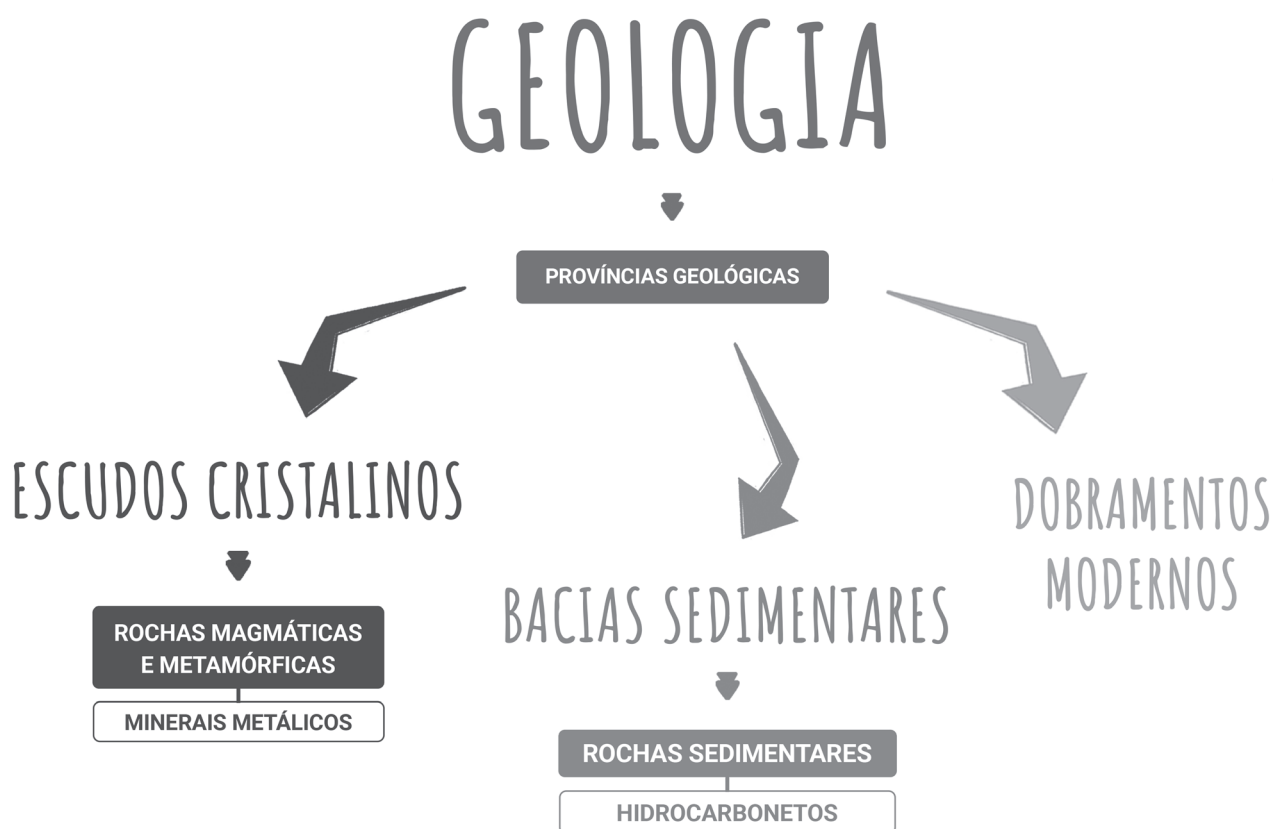 GEOLOGIA
PROVÍNCIAS GEOLÓGICAS
ESCUDOS CRISTALINOS
ROCHAS MAGMÁTICAS
E METAMÓRFICAS
MINERAIS METÁLICOS
BACIAS SEDIMENTARES
ROCHAS SEDIMENTARES
HIDROCARBONETOS
DOBRAMENTOS
MODERNOS